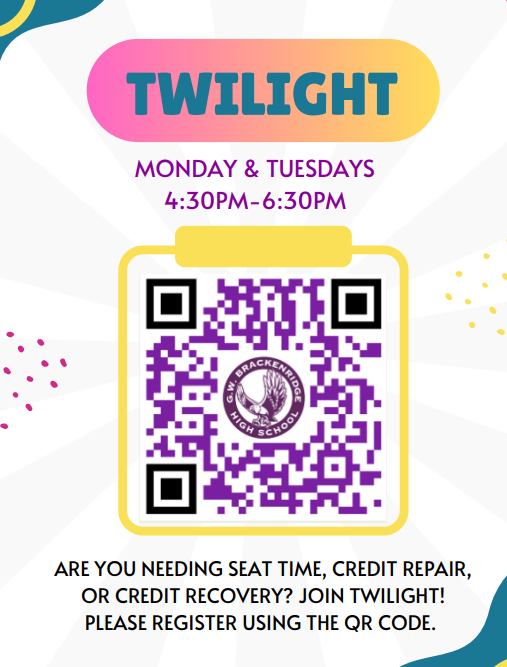 TWILIGHT
MONDAY & TUESDAYS
4:30PM-6:30PM
G.W. BRACKENRIDGE
HIGH SCHOOL
ARE YOU NEEDING SEAT TIME, CREDIT REPAIR,
OR CREDIT RECOVERY? JOIN TWILIGHT!
PLEASE REGISTER USING THE QR CODE.